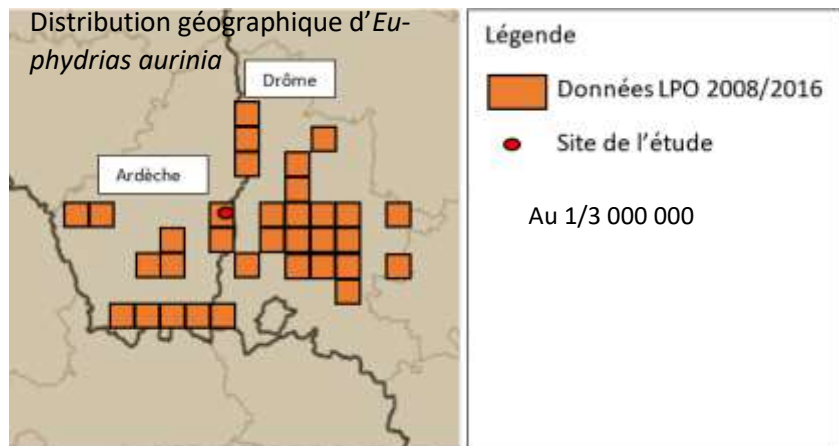 Distribution géographique d’Eu-
phydrias aurinia
Drôme
Ardèche
Légende
Données LPO 2008/2016
Site de l’étude
Au 1/3 000 000